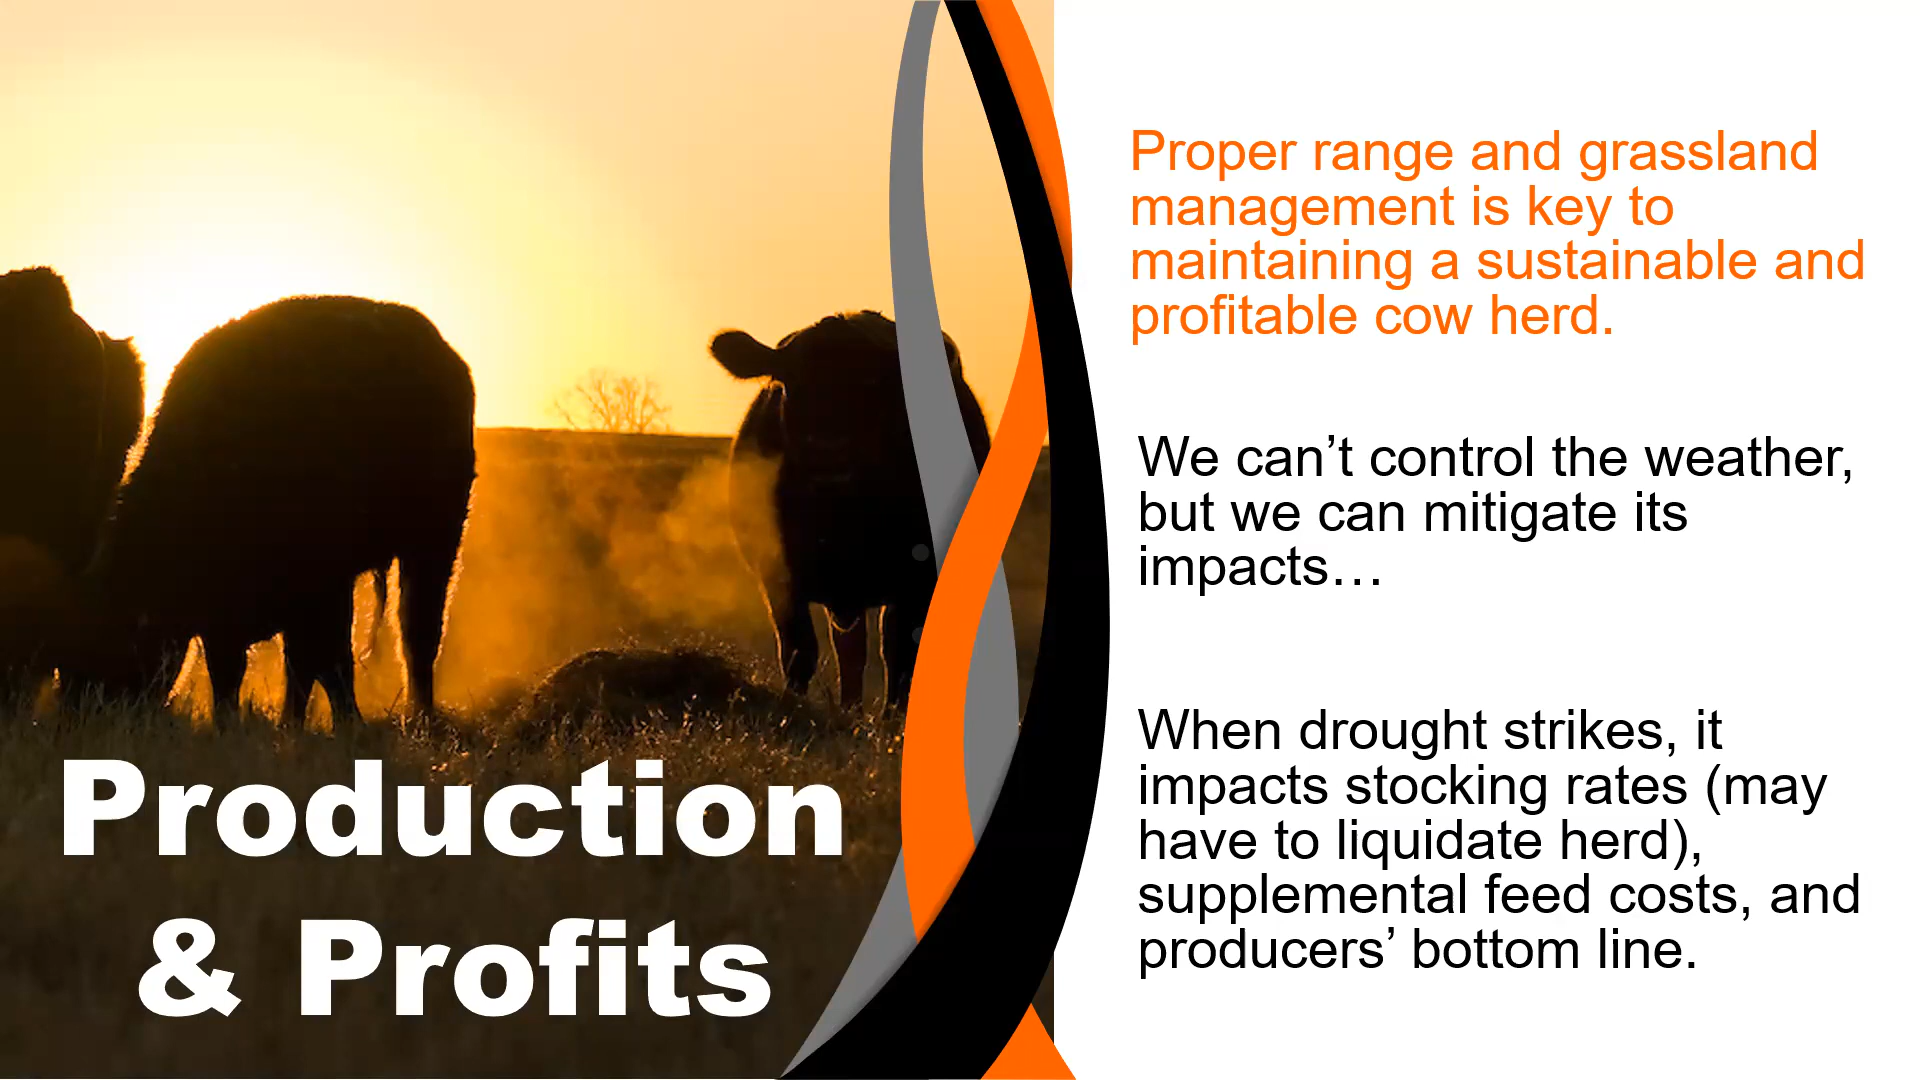 Production
& Profits
Proper range and grassland
management is key to
maintaining a sustainable and
profitable cow herd.
We can’t control the weather,
but we can mitigate its
impacts…
When drought strikes, it
impacts stocking rates (may
have to liquidate herd),
supplemental feed costs, and
producers’ bottom line.